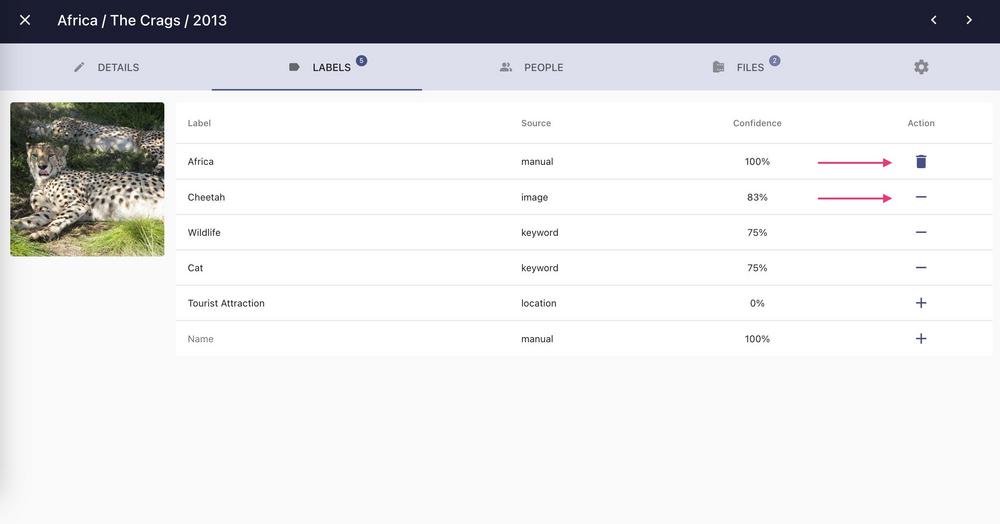 Africa / The Crags / 2013
DETAILS
LABELS 5
PEOPLE
FILES 2
Label Source Confidence Action
Africa manual 100%
Cheetah image 83%
Wildlife keyword 75%
Cat keyword 75%
Tourist Attraction location 0%
Name manual 100%